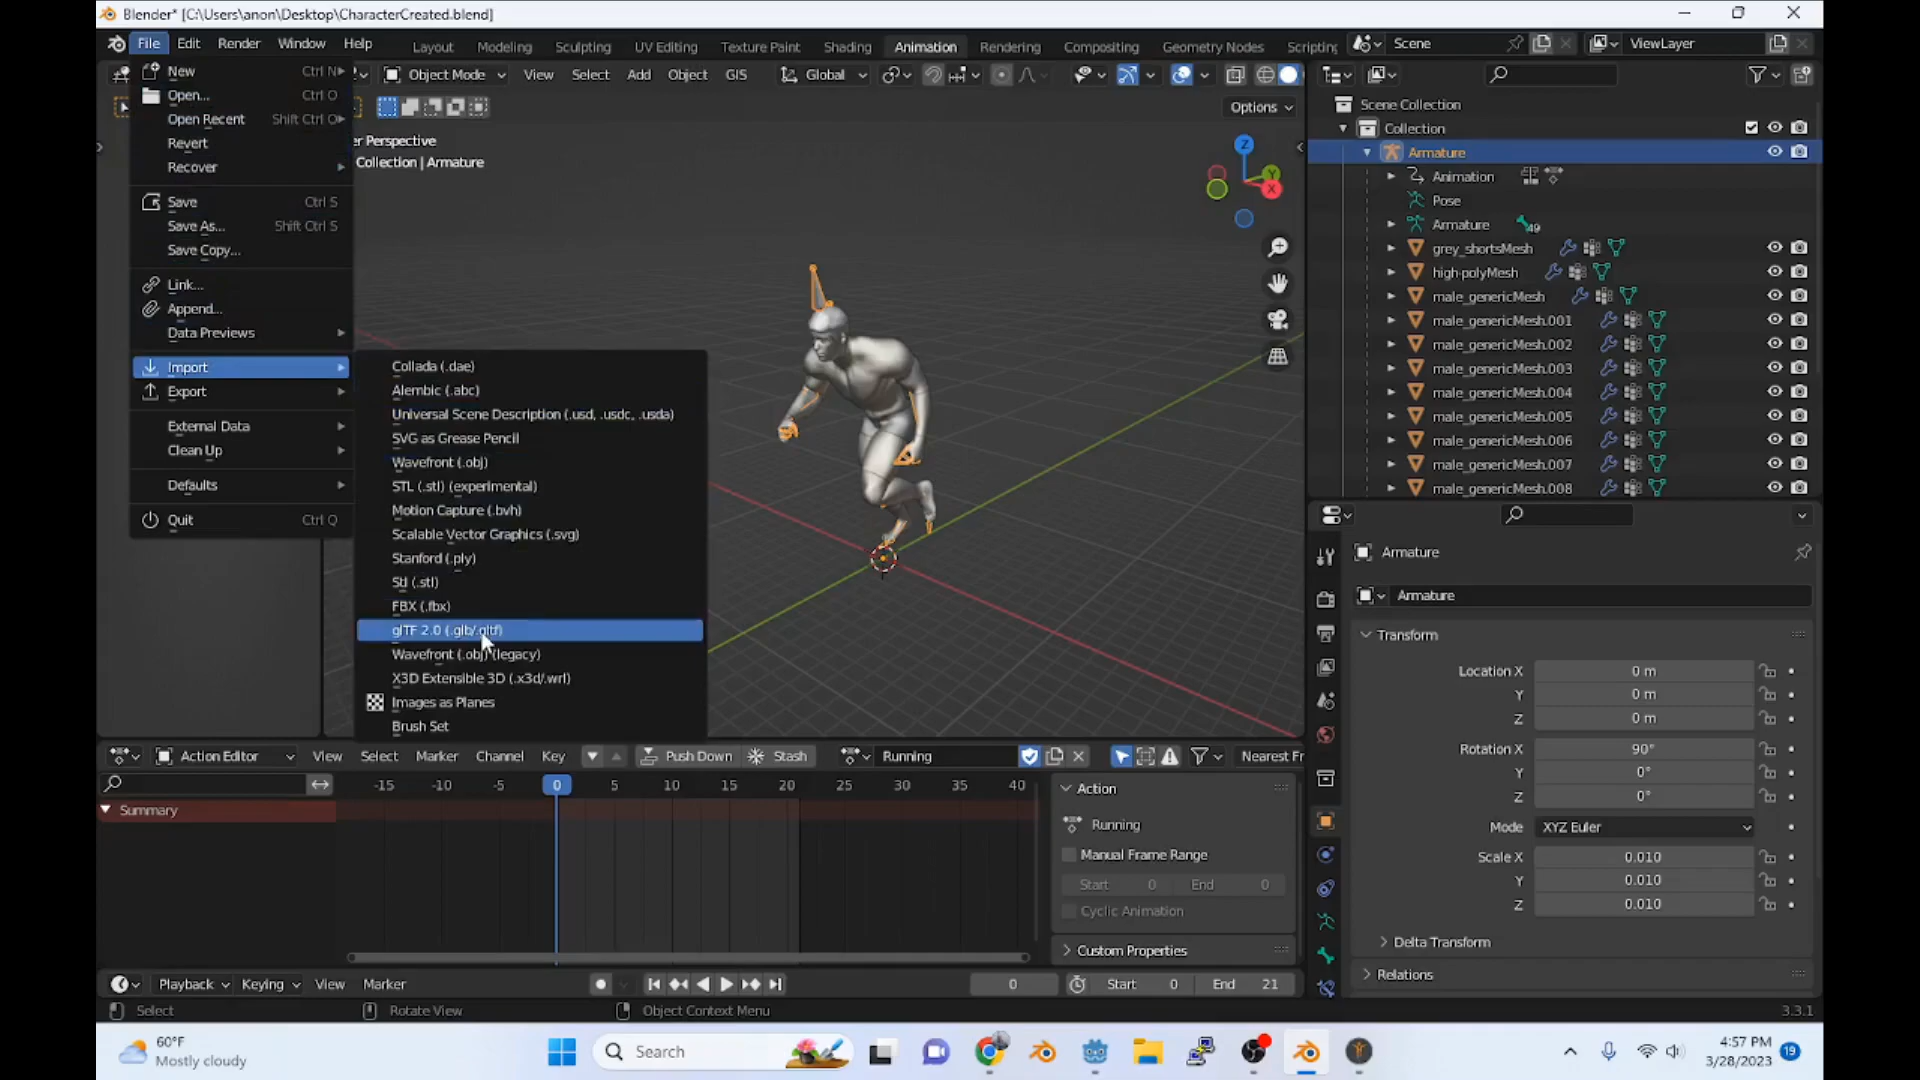 Blender* [C:\Users\anon\Desktop\CharacterCreated.blend]
File Edit Render Window Help
Layout Modeling Sculpting UV Editing Texture Paint Shading Animation Rendering Compositing Geometry Nodes Scripting
Scene
ViewLayer
Object Mode View Select Add Object GIS Global
Options
er Perspective
Collection | Armature
New Ctrl N
Open... Ctrl O
Open Recent Shift Ctrl O
Revert
Recover
Save Ctrl S
Save As... Shift Ctrl S
Save Copy...
Link...
Append...
Data Previews
Import
Export
External Data
Clean Up
Defaults
Quit Ctrl Q
Collada (.dae)
Alembic (.abc)
Universal Scene Description (.usd, .usdc, .usda)
SVG as Grease Pencil
Wavefront (.obj)
STL (.stl) (experimental)
Motion Capture (.bvh)
Scalable Vector Graphics (.svg)
Stanford (.ply)
Stl (.stl)
FBX (.fbx)
glTF 2.0 (.glb/.gltf)
Wavefront (.obj) (legacy)
X3D Extensible 3D (.x3d/.wrl)
Images as Planes
Brush Set
Z
Y
X
Scene Collection
Collection
Armature
Animation
Pose
Armature 49
grey_shortsMesh
high-polyMesh
male_genericMesh
male_genericMesh.001
male_genericMesh.002
male_genericMesh.003
male_genericMesh.004
male_genericMesh.005
male_genericMesh.006
male_genericMesh.007
male_genericMesh.008
Armature
Armature
Transform
Location X 0 m
Y 0 m
Z 0 m
Rotation X 90°
Y 0°
Z 0°
Mode XYZ Euler
Scale X 0.010
Y 0.010
Z 0.010
Delta Transform
Relations
Action Editor View Select Marker Channel Key Push Down Stash Running Nearest Fr
-15 -10 -5 0 5 10 15 20 25 30 35 40
Summary
Action
Running
Manual Frame Range
Start 0 End 0
Cyclic Animation
Custom Properties
Playback Keying View Marker 0 Start 0 End 21
Select Rotate View Object Context Menu 3.3.1
60°F
Mostly cloudy
Search
4:57 PM
3/28/2023
19